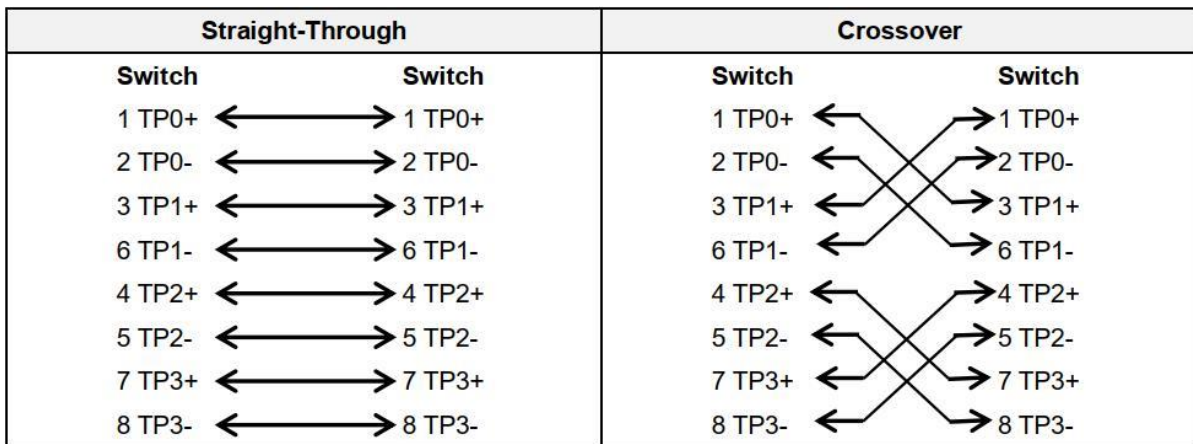 Straight-Through Crossover
Switch Switch Switch Switch
1 TP0+ 1 TP0+ 1 TP0+ 1 TP0+
2 TP0- 2 TP0- 2 TP0- 2 TP0-
3 TP1+ 3 TP1+ 3 TP1+ 3 TP1+
6 TP1- 6 TP1- 6 TP1- 6 TP1-
4 TP2+ 4 TP2+ 4 TP2+ 4 TP2+
5 TP2- 5 TP2- 5 TP2- 5 TP2-
7 TP3+ 7 TP3+ 7 TP3+ 7 TP3+
8 TP3- 8 TP3- 8 TP3- 8 TP3-